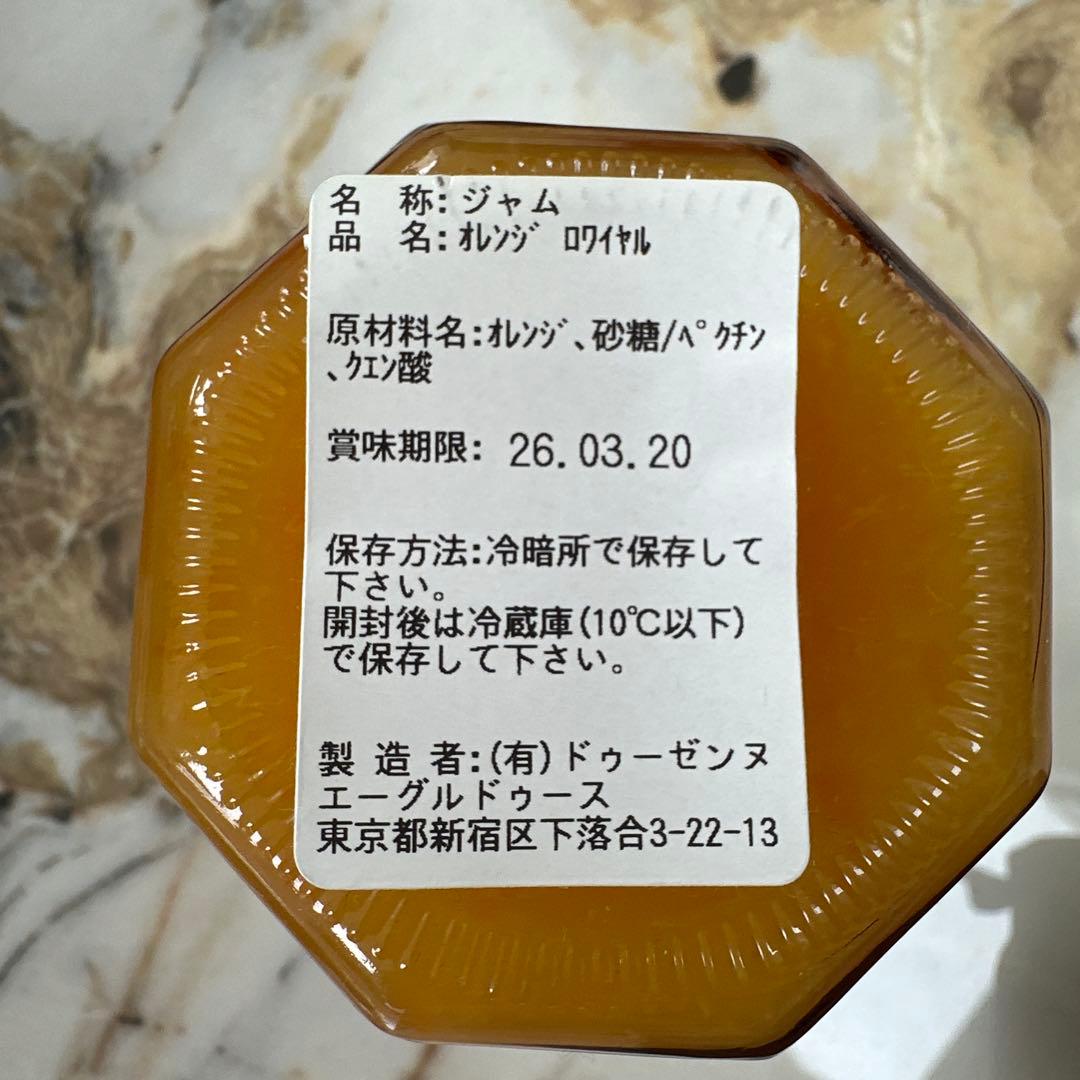 名　称:ジャム
品　名:ｵﾚﾝｼﾞ ﾛﾜｲﾔﾙ
原材料名:ｵﾚﾝｼﾞ、砂糖/ﾍﾟｸﾁﾝ
、ｸｴﾝ酸
賞味期限: 26.03.20
保存方法:冷暗所で保存して
下さい。
開封後は冷蔵庫(10℃以下)
で保存して下さい。
製 造 者:(有)ドゥーゼンヌ
エーグルドゥース
東京都新宿区下落合3-22-13